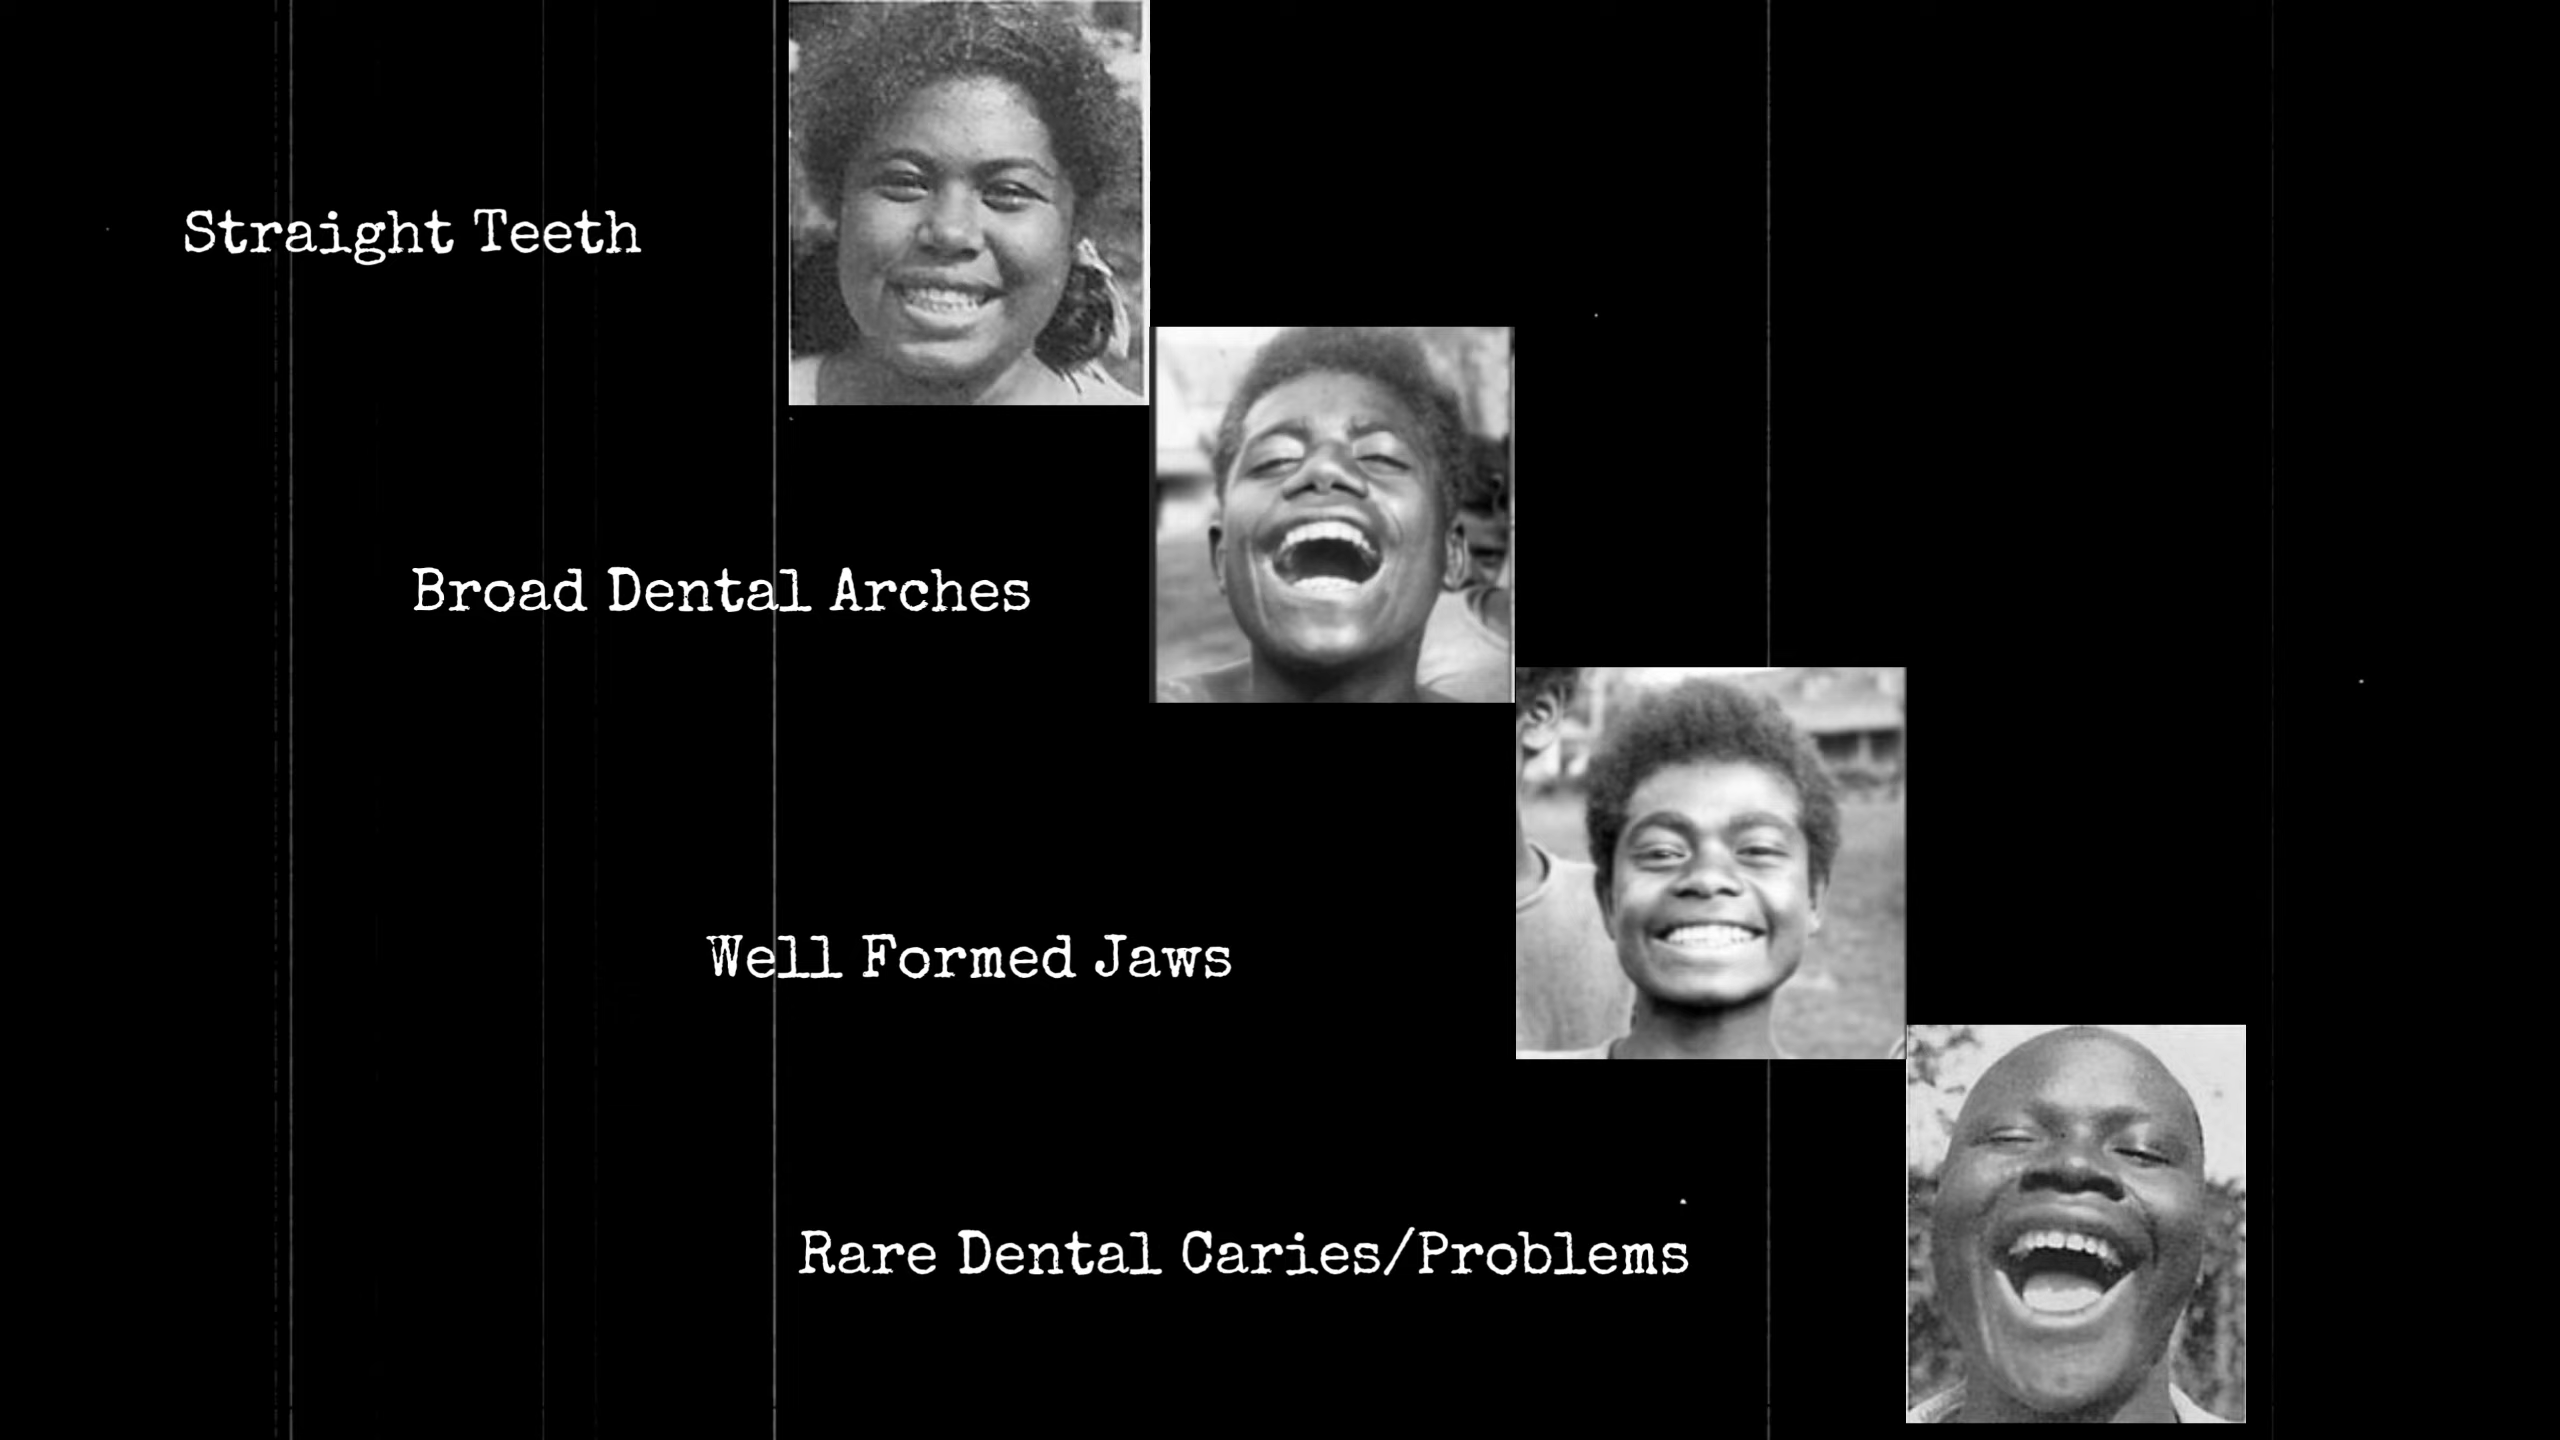 Straight Teeth
Broad Dental Arches
Well Formed Jaws
Rare Dental Caries/Problems